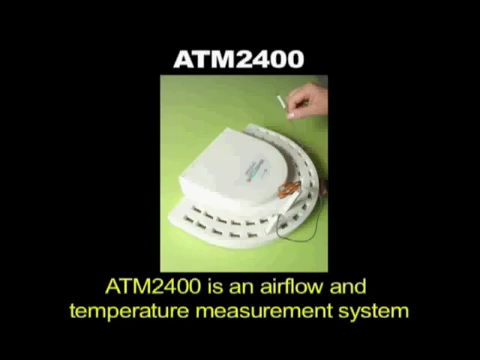 ATM2400
ATM2400 is an airflow and
temperature measurement system